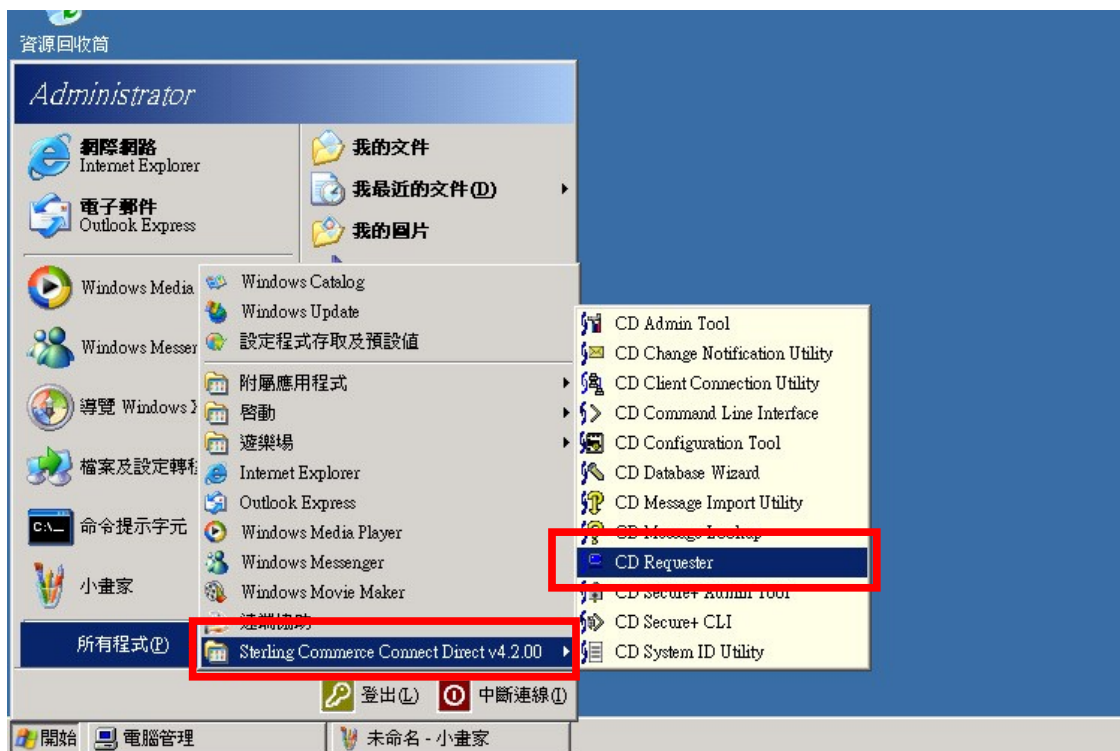 資源回收筒
Administrator
網際網路
Internet Explorer
電子郵件
Outlook Express
Windows Media
Windows Messer
導覽 Windows
檔案及設定轉
命令提示字元
小畫家
所有程式(P)
我的文件
我最近的文件(D)
我的圖片
Windows Catalog
Windows Update
設定程式存取及預設值
附屬應用程式
啓動
遊樂場
Internet Explorer
Outlook Express
Windows Media Player
Windows Messenger
Windows Movie Maker
遠端協助
Sterling Commerce Connect Direct v4.2.00
CD Admin Tool
CD Change Notification Utility
CD Client Connection Utility
CD Command Line Interface
CD Configuration Tool
CD Database Wizard
CD Message Import Utility
CD Message Lookup
CD Requester
CD Secure+ Admin Tool
CD Secure+ CLI
CD System ID Utility
登出(L)
中斷連線(I)
開始
電腦管理
未命名 - 小畫家